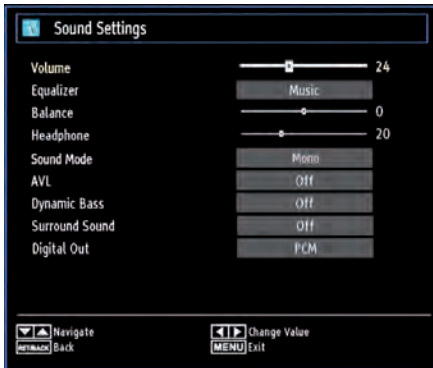 Sound Settings
Volume 24
Equalizer Music
Balance 0
Headphone 20
Sound Mode Mono
AVL Off
Dynamic Bass Off
Surround Sound Off
Digital Out PCM
Navigate Change Value
RET/BACK Back MENU Exit